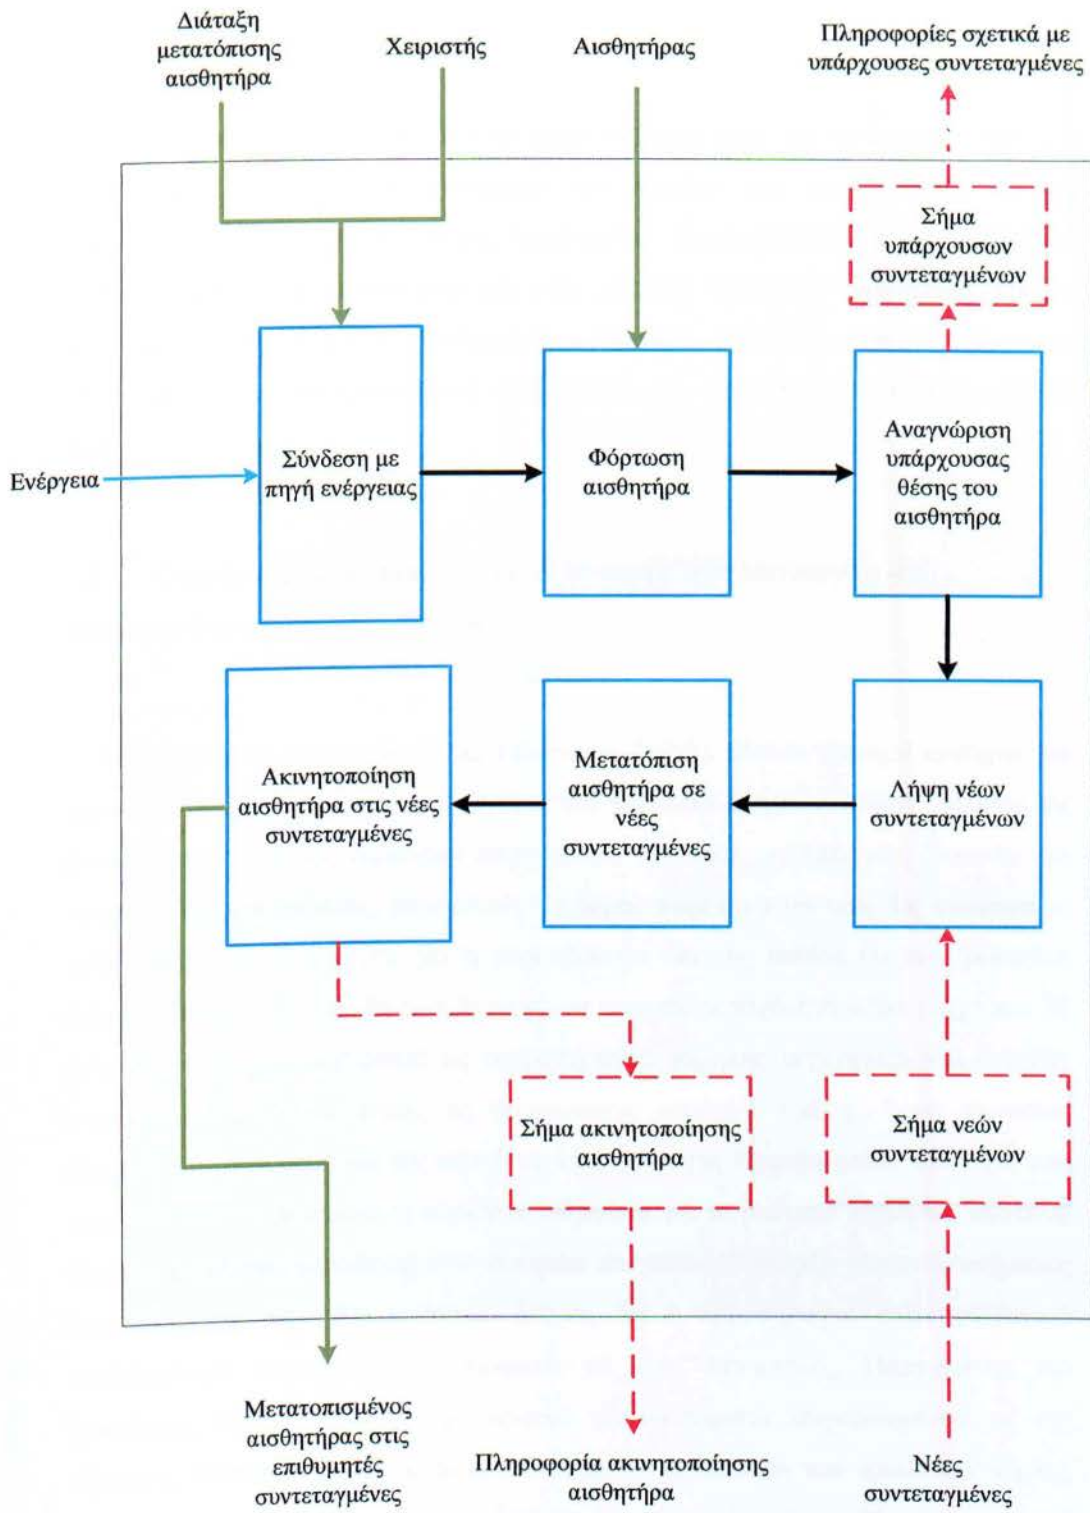 Διάταξη
μετατόπισης
αισθητήρα
Χειριστής
Αισθητήρας
Πληροφορίες σχετικά με
υπάρχουσες συντεταγμένες
Σήμα
υπάρχουσων
συντεταγμένων
Ενέργεια
Σύνδεση με
πηγή ενέργειας
Φόρτωση
αισθητήρα
Αναγνώριση
υπάρχουσας
θέσης του
αισθητήρα
Ακινητοποίηση
αισθητήρα στις νέες
συντεταγμένες
Μετατόπιση
αισθητήρα σε
νέες
συντεταγμένες
Λήψη νέων
συντεταγμένων
Σήμα ακινητοποίησης
αισθητήρα
Σήμα νεών
συντεταγμένων
Μετατοπισμένος
αισθητήρας στις
επιθυμητές
συντεταγμένες
Πληροφορία ακινητοποίησης
αισθητήρα
Νέες
συντεταγμένες